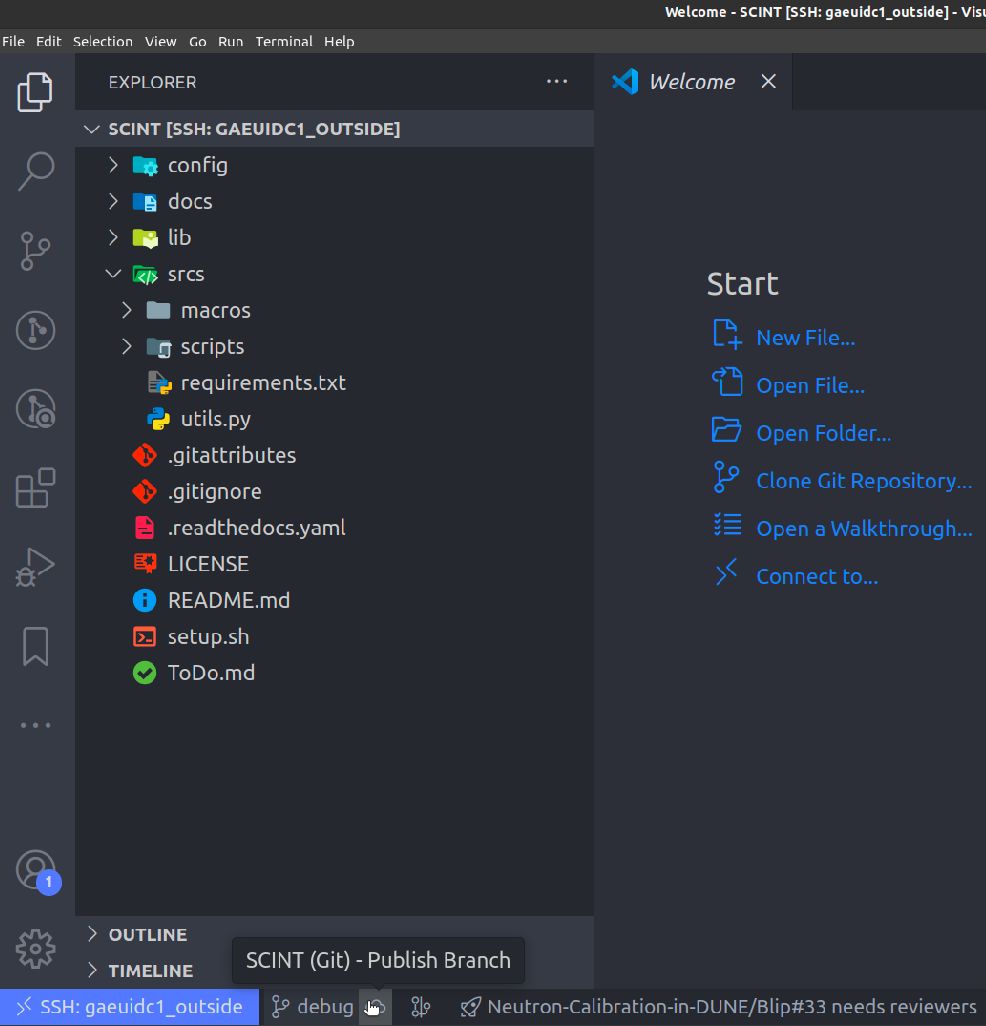 Welcome - SCINT [SSH: gaeuidc1_outside] - Visu
File Edit Selection View Go Run Terminal Help
EXPLORER
Welcome
SCINT [SSH: GAEUIDC1_OUTSIDE]
config
docs
lib
srcs
macros
scripts
requirements.txt
utils.py
.gitattributes
.gitignore
.readthedocs.yaml
LICENSE
README.md
setup.sh
ToDo.md
Start
New File...
Open File...
Open Folder...
Clone Git Repository...
Open a Walkthrough...
Connect to...
1
OUTLINE
TIMELINE
SCINT (Git) - Publish Branch
SSH: gaeuidc1_outside debug Neutron-Calibration-in-DUNE/Blip#33 needs reviewers